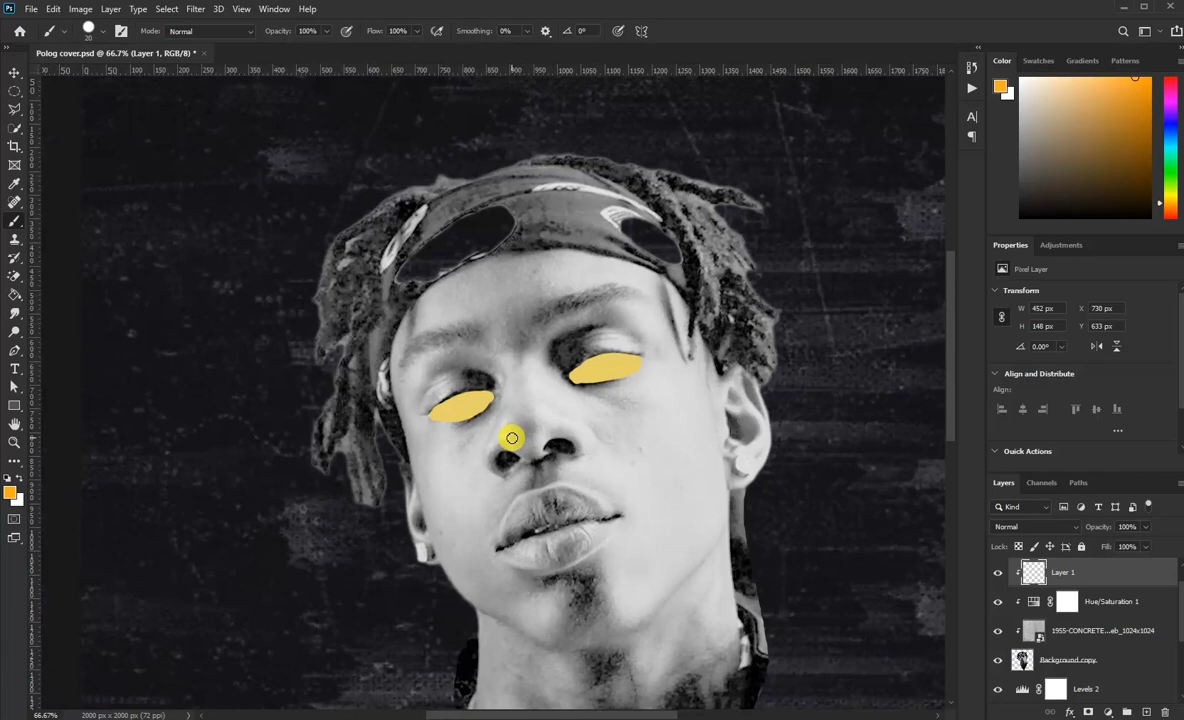 Ps File Edit Image Layer Type Select Filter 3D View Window Help
20 Mode: Normal Opacity: 100% Flow: 100% Smoothing: 0% 0°
Polog cover.psd @ 66.7% (Layer 1, RGB/8) *
Color Swatches Gradients Patterns
Properties Adjustments
Pixel Layer
Transform
W 452 px X 730 px
H 148 px Y 633 px
0.00°
Align and Distribute
Align:
Quick Actions
Layers Channels Paths
Kind
Normal Opacity: 100%
Lock: Fill: 100%
Layer 1
Hue/Saturation 1
1955-CONCRETE...eb_1024x1024
Background copy
Levels 2
66.67% 2000 px x 2000 px (72 ppi)